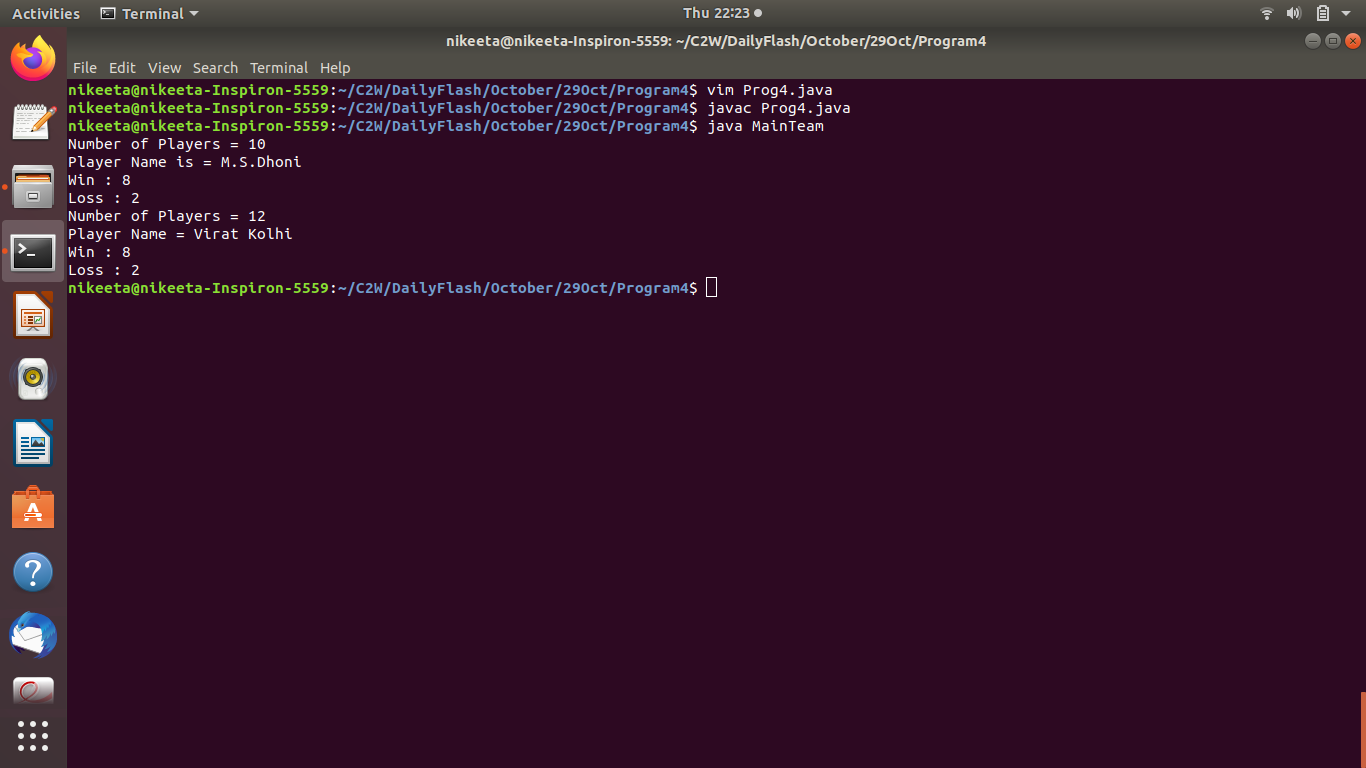 Activities Terminal Thu 22:23
nikeeta@nikeeta-Inspiron-5559: ~/C2W/DailyFlash/October/29Oct/Program4
File Edit View Search Terminal Help
nikeeta@nikeeta-Inspiron-5559:~/C2W/DailyFlash/October/29Oct/Program4$ vim Prog4.java
nikeeta@nikeeta-Inspiron-5559:~/C2W/DailyFlash/October/29Oct/Program4$ javac Prog4.java
nikeeta@nikeeta-Inspiron-5559:~/C2W/DailyFlash/October/29Oct/Program4$ java MainTeam
Number of Players = 10
Player Name is = M.S.Dhoni
Win : 8
Loss : 2
Number of Players = 12
Player Name = Virat Kolhi
Win : 8
Loss : 2
nikeeta@nikeeta-Inspiron-5559:~/C2W/DailyFlash/October/29Oct/Program4$